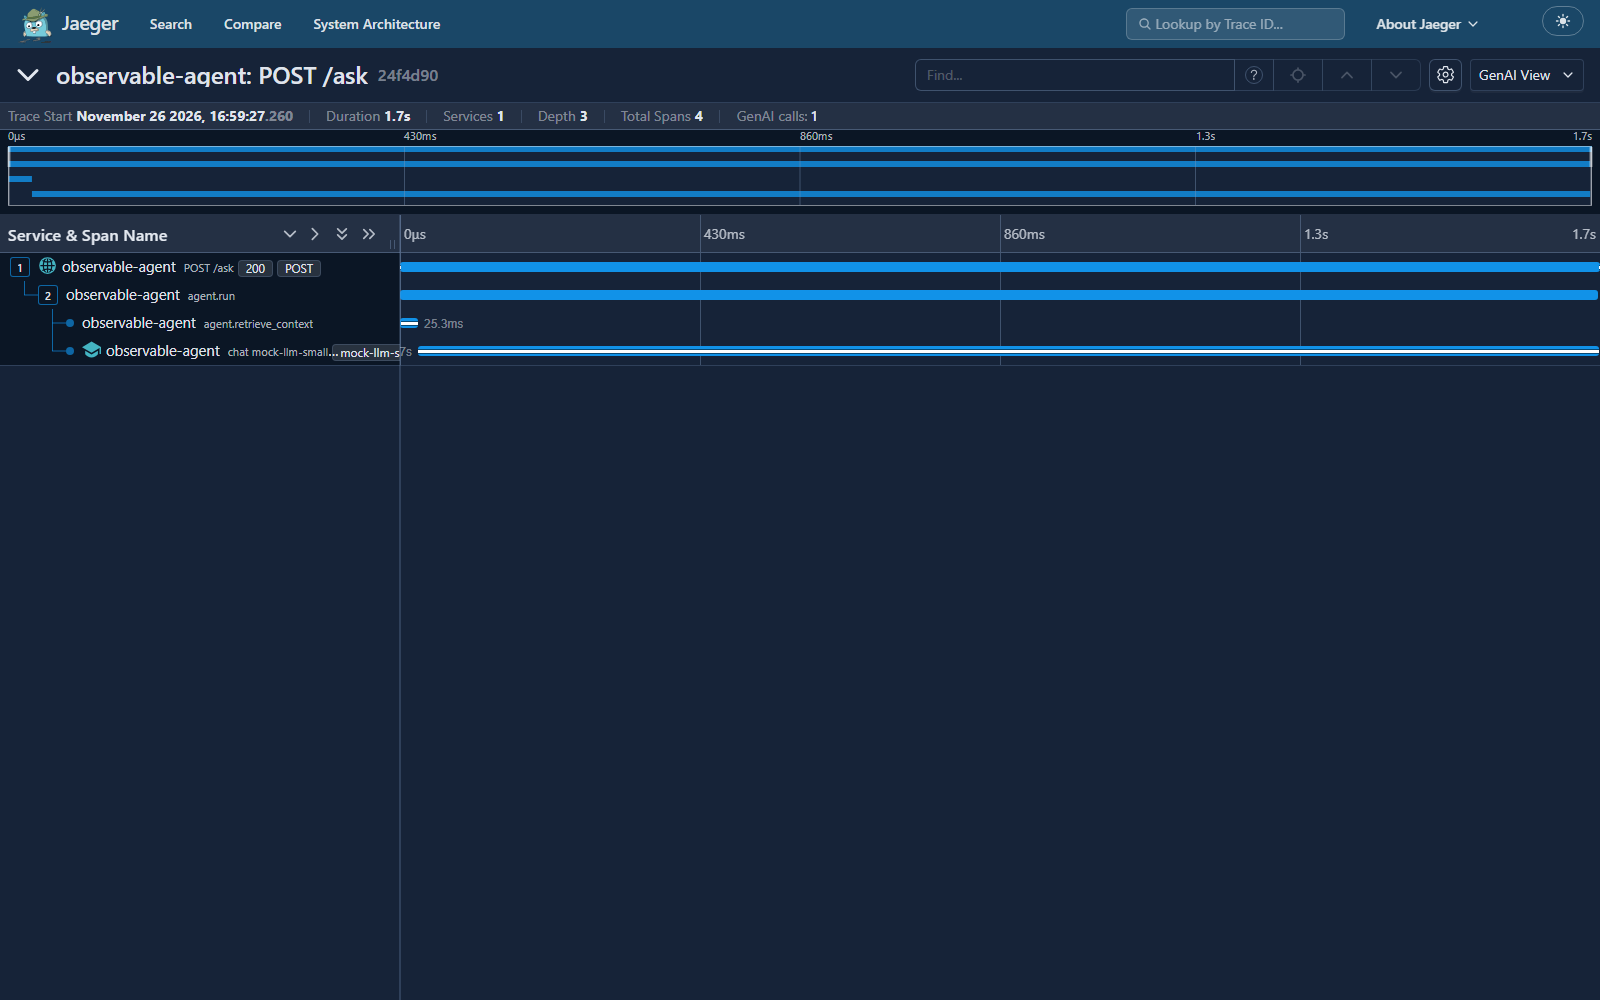 Jaeger Search Compare System Architecture Lookup by Trace ID... About Jaeger
observable-agent: POST /ask 24f4d90 Find... ? GenAI View
Trace Start November 26 2026, 16:59:27.260 Duration 1.7s Services 1 Depth 3 Total Spans 4 GenAI calls: 1
0μs 430ms 860ms 1.3s 1.7s
Service & Span Name 0μs 430ms 860ms 1.3s 1.7s
1 observable-agent POST /ask 200 POST
2 observable-agent agent.run
observable-agent agent.retrieve_context 25.3ms
observable-agent chat mock-llm-small... mock-llm-s 7s